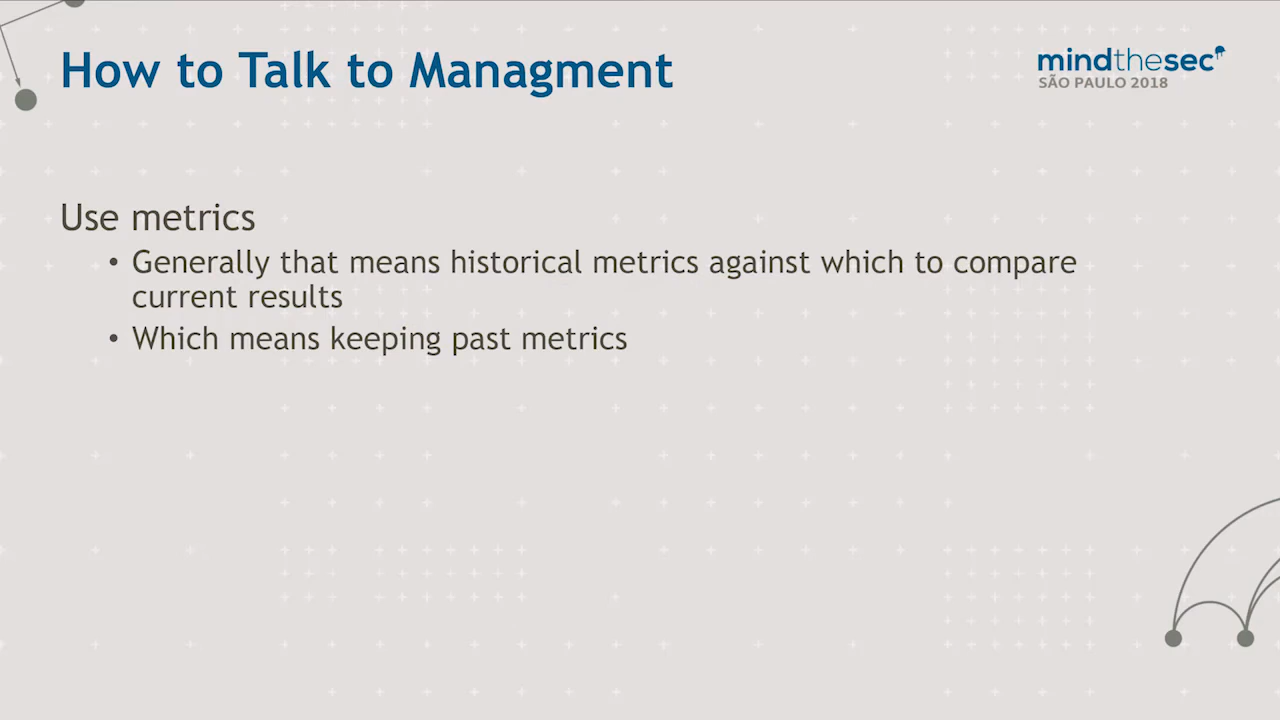 How to Talk to Managment
mindthesec
SÃO PAULO 2018
Use metrics
• Generally that means historical metrics against which to compare
current results
• Which means keeping past metrics